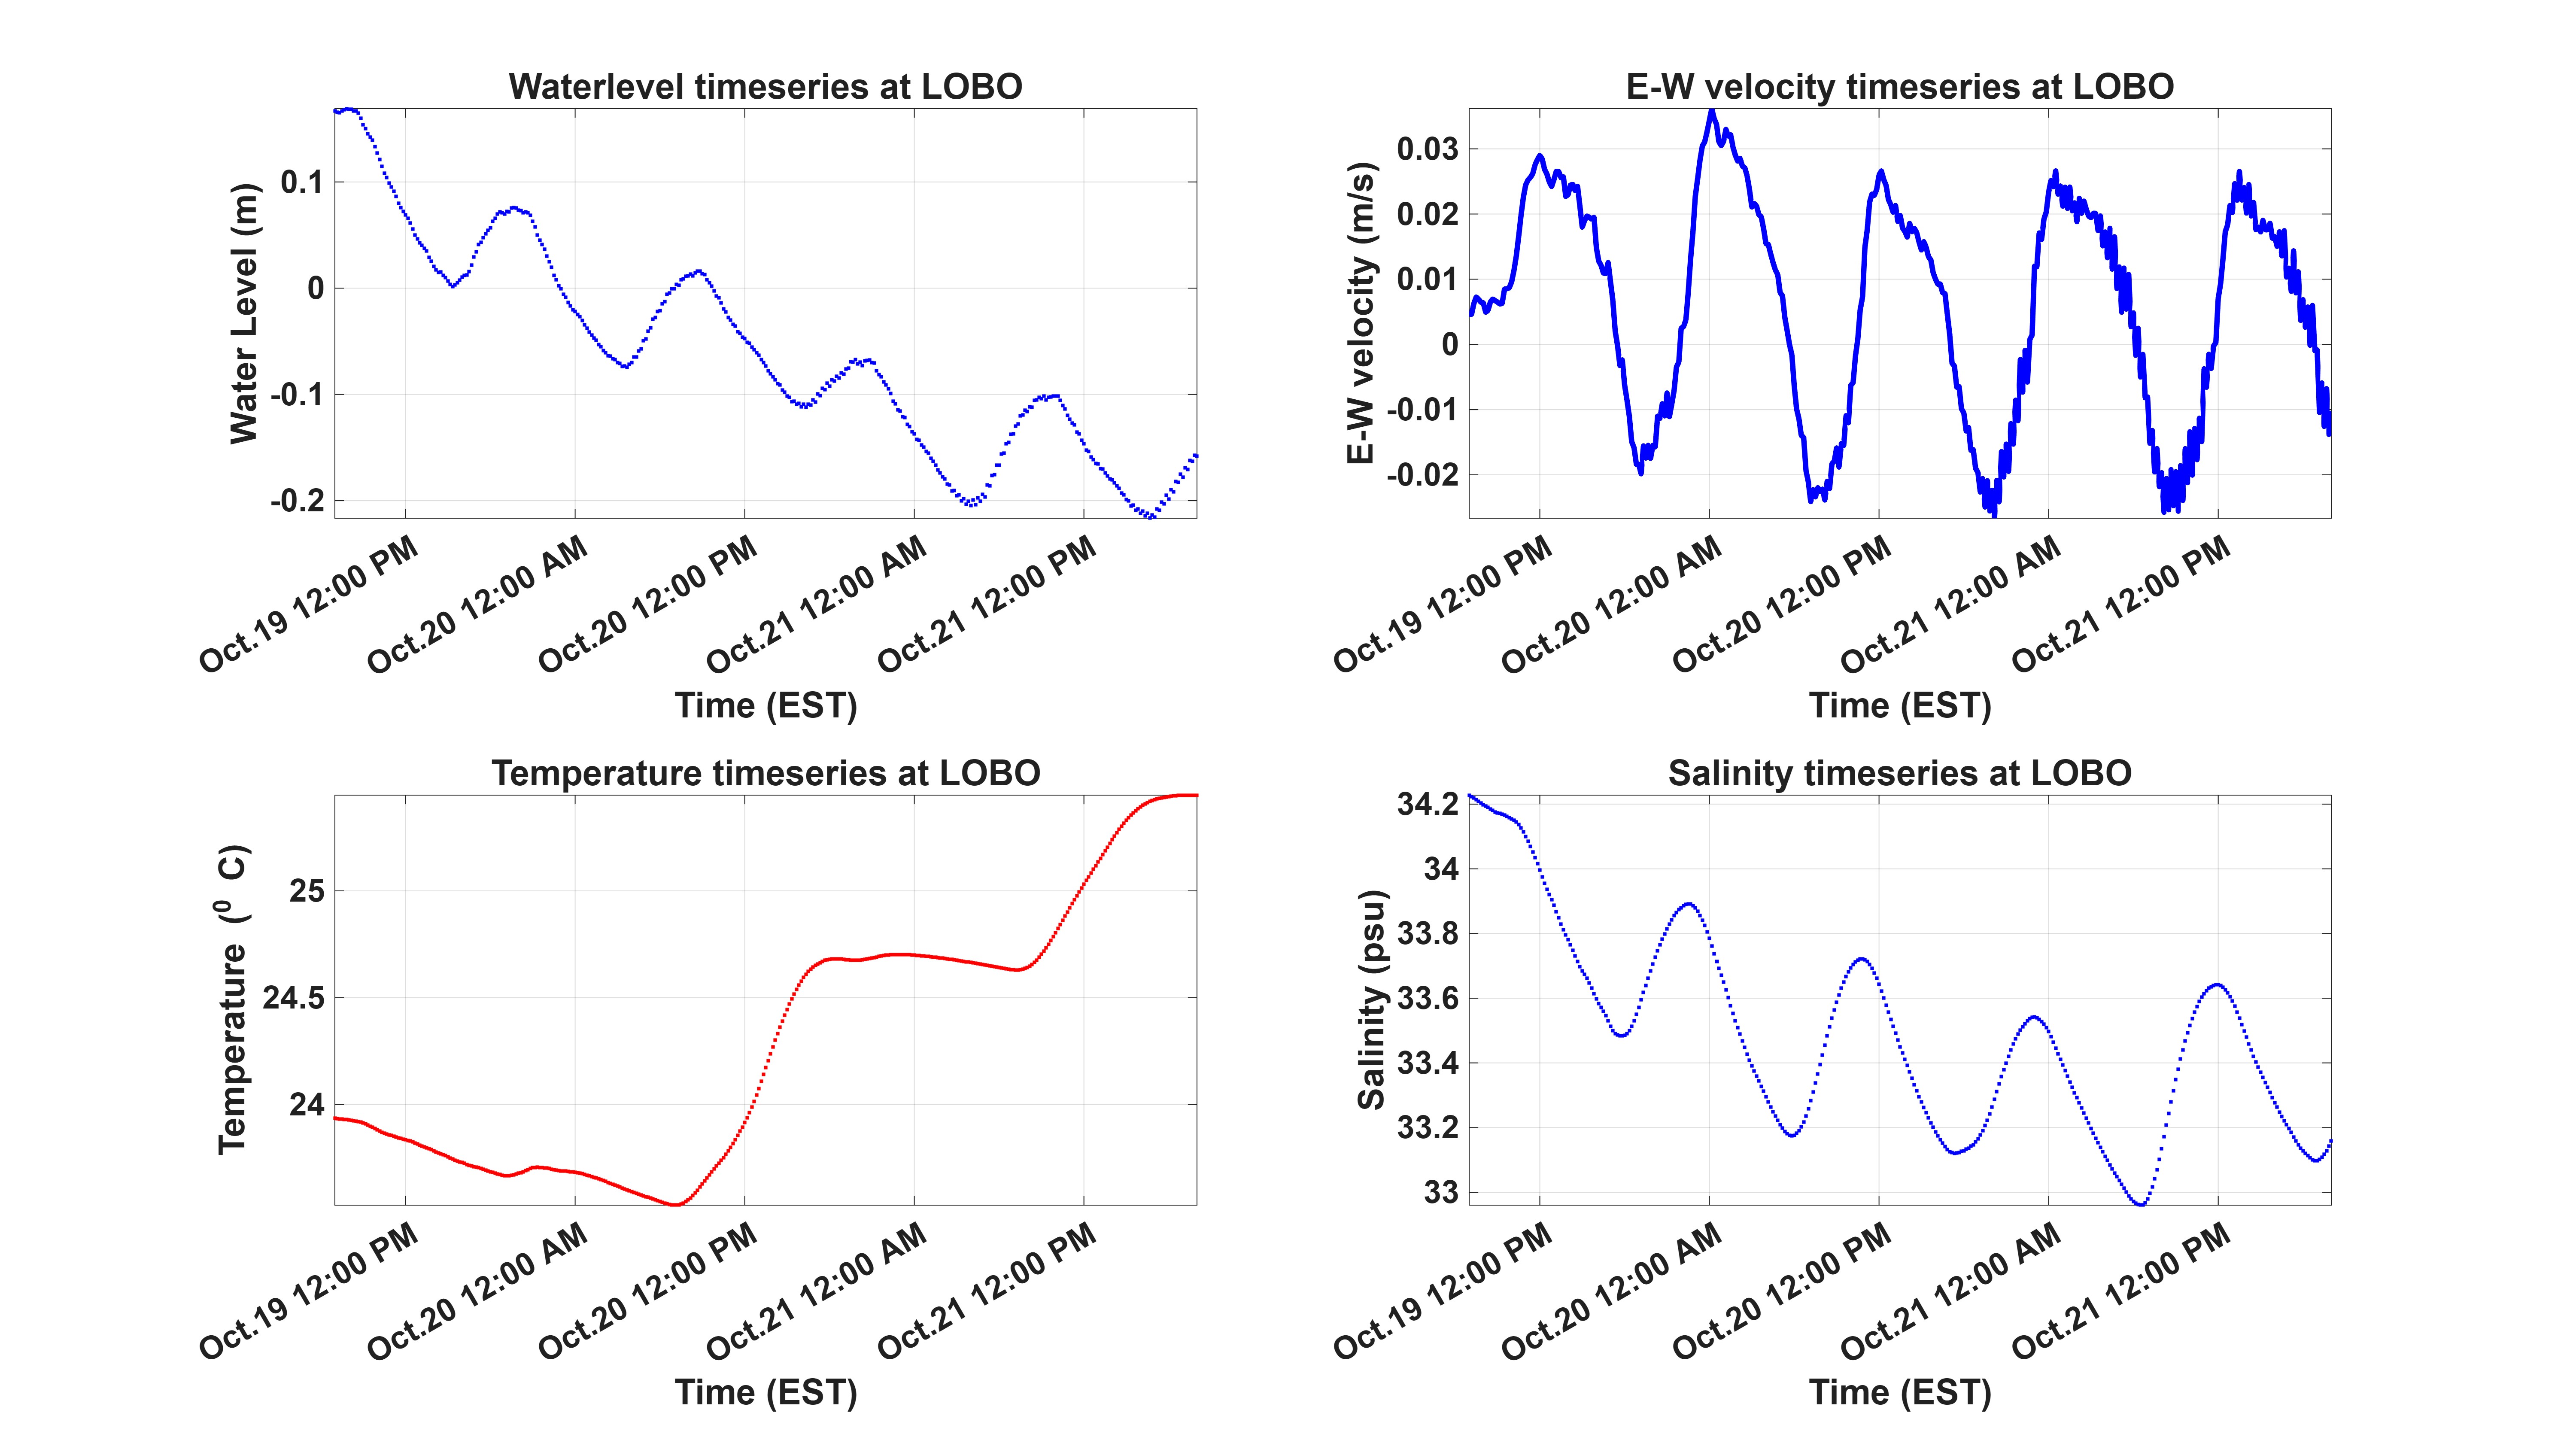 Waterlevel timeseries at LOBO
Water Level (m)
0.1
0
-0.1
-0.2
Oct.19 12:00 PM
Oct.20 12:00 AM
Oct.20 12:00 PM
Oct.21 12:00 AM
Oct.21 12:00 PM
Time (EST)
E-W velocity timeseries at LOBO
E-W velocity (m/s)
0.03
0.02
0.01
0
-0.01
-0.02
Oct.19 12:00 PM
Oct.20 12:00 AM
Oct.20 12:00 PM
Oct.21 12:00 AM
Oct.21 12:00 PM
Time (EST)
Temperature timeseries at LOBO
Temperature (⁰ C)
25
24.5
24
Oct.19 12:00 PM
Oct.20 12:00 AM
Oct.20 12:00 PM
Oct.21 12:00 AM
Oct.21 12:00 PM
Time (EST)
Salinity timeseries at LOBO
Salinity (psu)
34.2
34
33.8
33.6
33.4
33.2
33
Oct.19 12:00 PM
Oct.20 12:00 AM
Oct.20 12:00 PM
Oct.21 12:00 AM
Oct.21 12:00 PM
Time (EST)